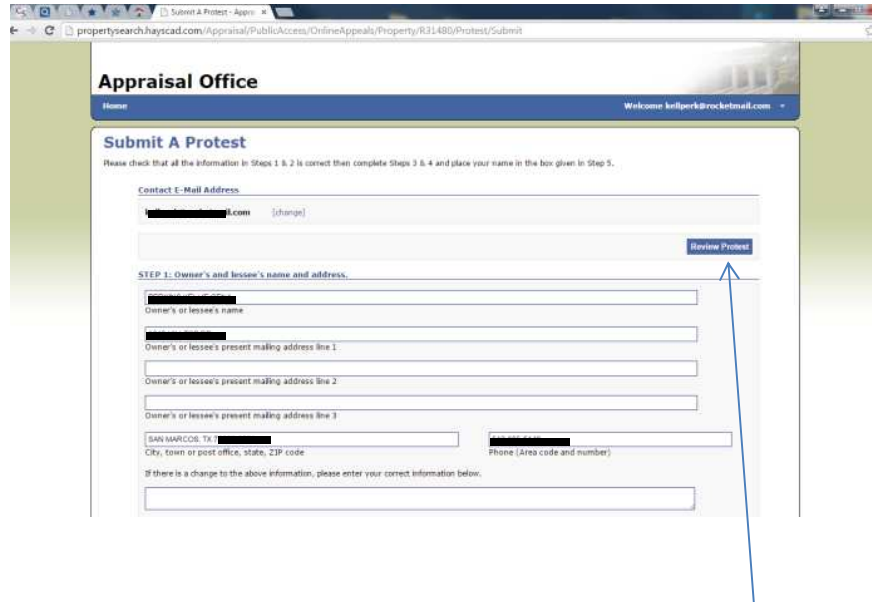 Submit A Protest - Appra
propertysearch.hayscad.com/Appraisal/PublicAccess/OnlineAppeals/Property/R31480/Protest/Submit
Appraisal Office
Home Welcome kellperk@rocketmail.com
Submit A Protest
Please check that all the information in Steps 1 & 2 is correct then complete Steps 3 & 4 and place your name in the box given in Step 5.
Contact E-Mail Address
il.com [change]
Review Protest
STEP 1: Owner's and lessee's name and address.
Owner's or lessee's name
Owner's or lessee's present mailing address line 1
Owner's or lessee's present mailing address line 2
Owner's or lessee's present mailing address line 3
SAN MARCOS, TX
City, town or post office, state, ZIP code Phone (Area code and number)
If there is a change to the above information, please enter your correct information below.